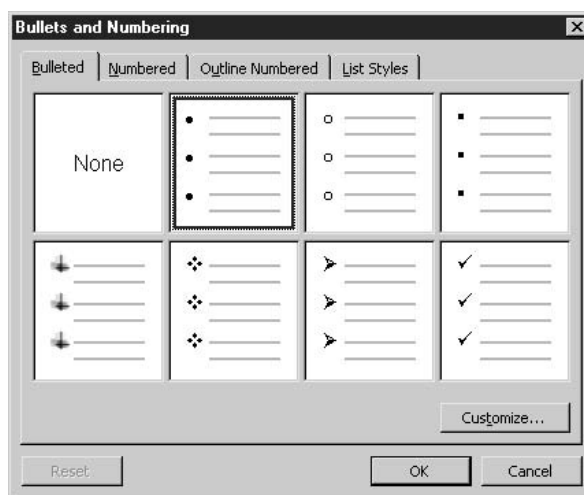 Bullets and Numbering
Bulleted Numbered Outline Numbered List Styles
None
Customize...
Reset OK Cancel